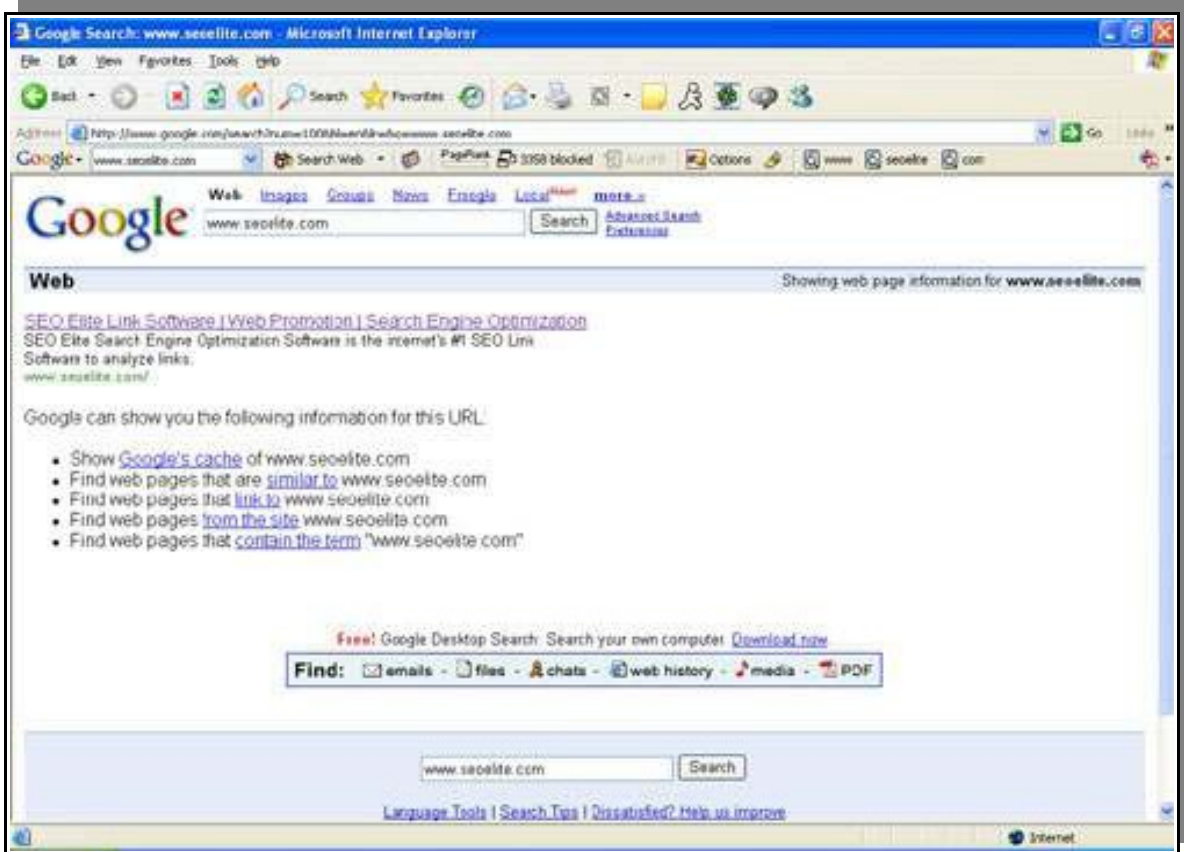 Google Search: www.seoelite.com - Microsoft Internet Explorer
File Edit View Favorites Tools Help
Back Search Favorites
Address Go
Google www.seoelite.com Search Web PageRank 3358 blocked Options www seoelite com
Web Images Groups News Froogle Local more »
Google www.seoelite.com Search Advanced Search
Preferences
Web Showing web page information for www.seoelite.com
SEO Elite Link Software | Web Promotion | Search Engine Optimization
SEO Elite Search Engine Optimization Software is the internet's #1 SEO Link
Software to analyze links.
www.seoelite.com/
Google can show you the following information for this URL:
• Show Google's cache of www.seoelite.com
• Find web pages that are similar to www.seoelite.com
• Find web pages that link to www.seoelite.com
• Find web pages from the site www.seoelite.com
• Find web pages that contain the term "www.seoelite.com"
Free! Google Desktop Search: Search your own computer. Download now
Find: emails - files - chats - web history - media - PDF
www.seoelite.com Search
Language Tools | Search Tips | Dissatisfied? Help us improve
Internet